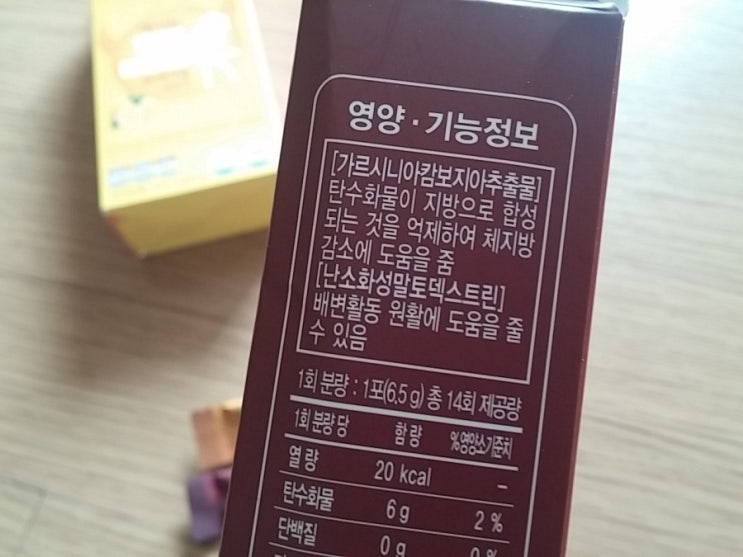 영양·기능정보
[가르시니아캄보지아추출물]
탄수화물이 지방으로 합성
되는 것을 억제하여 체지방
감소에 도움을 줌
[난소화성말토덱스트린]
배변활동 원활에 도움을 줄
수 있음
1회 분량 : 1포(6.5 g) 총 14회 제공량
1회 분량 당 함량 %영양소기준치
열량 20 kcal –
탄수화물 6 g 2 %
단백질 0 g 0 %